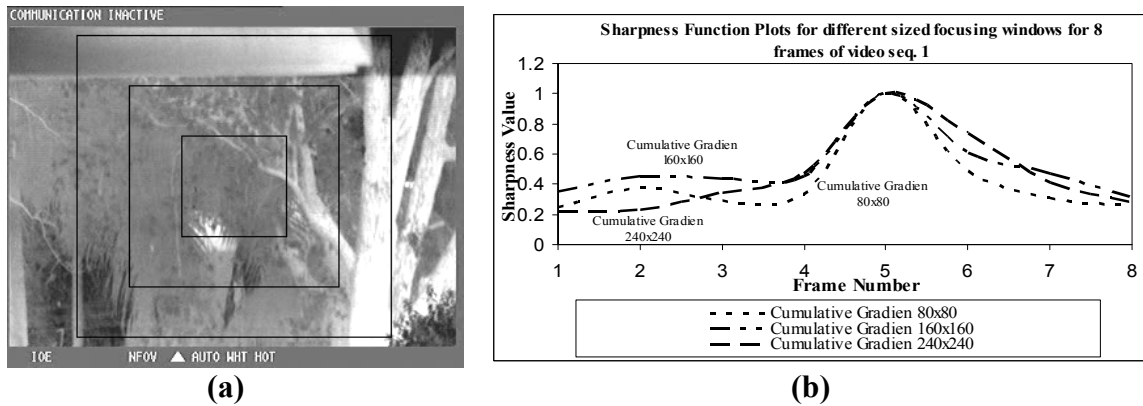 COMMUNICATION INACTIVE
IOE NFOV AUTO WHT HOT
(a)
Sharpness Function Plots for different sized focusing windows for 8
frames of video seq. 1
Sharpness Value
1.2
1
0.8
0.6
0.4
0.2
0
Cumulative Gradien
160x160
Cumulative Gradien
80x80
Cumulative Gradien
240x240
1 2 3 4 5 6 7 8
Frame Number
Cumulative Gradien 80x80
Cumulative Gradien 160x160
Cumulative Gradien 240x240
(b)